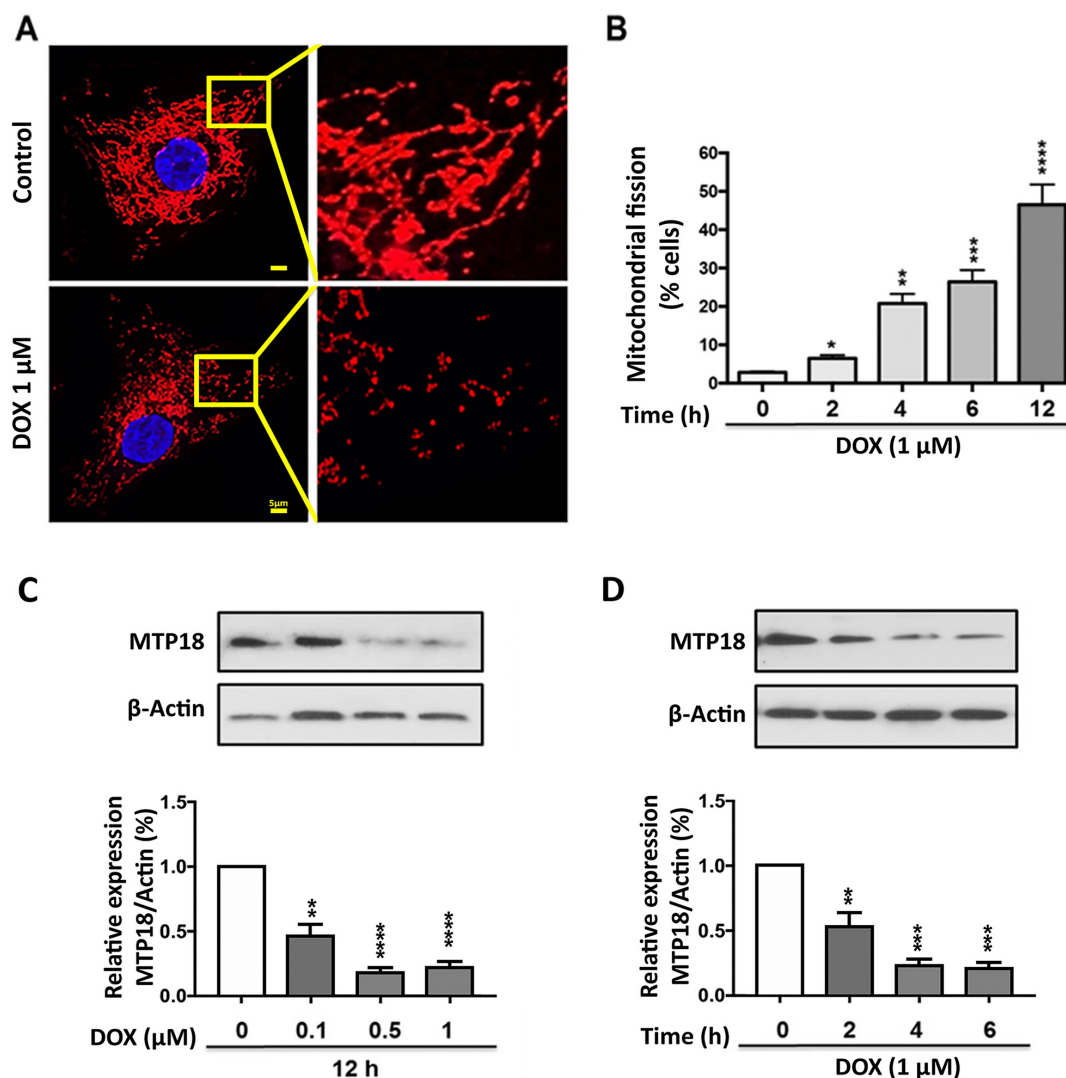 A
Control
DOX 1 µM
5µm
B
Mitochondrial fission
(% cells)
60
50
40
30
20
10
0
*
**
***
****
Time (h)
0 2 4 6 12
DOX (1 µM)
C
MTP18
β-Actin
Relative expression
MTP18/Actin (%)
1.5
1.0
0.5
0.0
**
****
****
DOX (µM)
0 0.1 0.5 1
12 h
D
MTP18
β-Actin
Relative expression
MTP18/Actin (%)
1.5
1.0
0.5
0.0
**
***
***
Time (h)
0 2 4 6
DOX (1 µM)